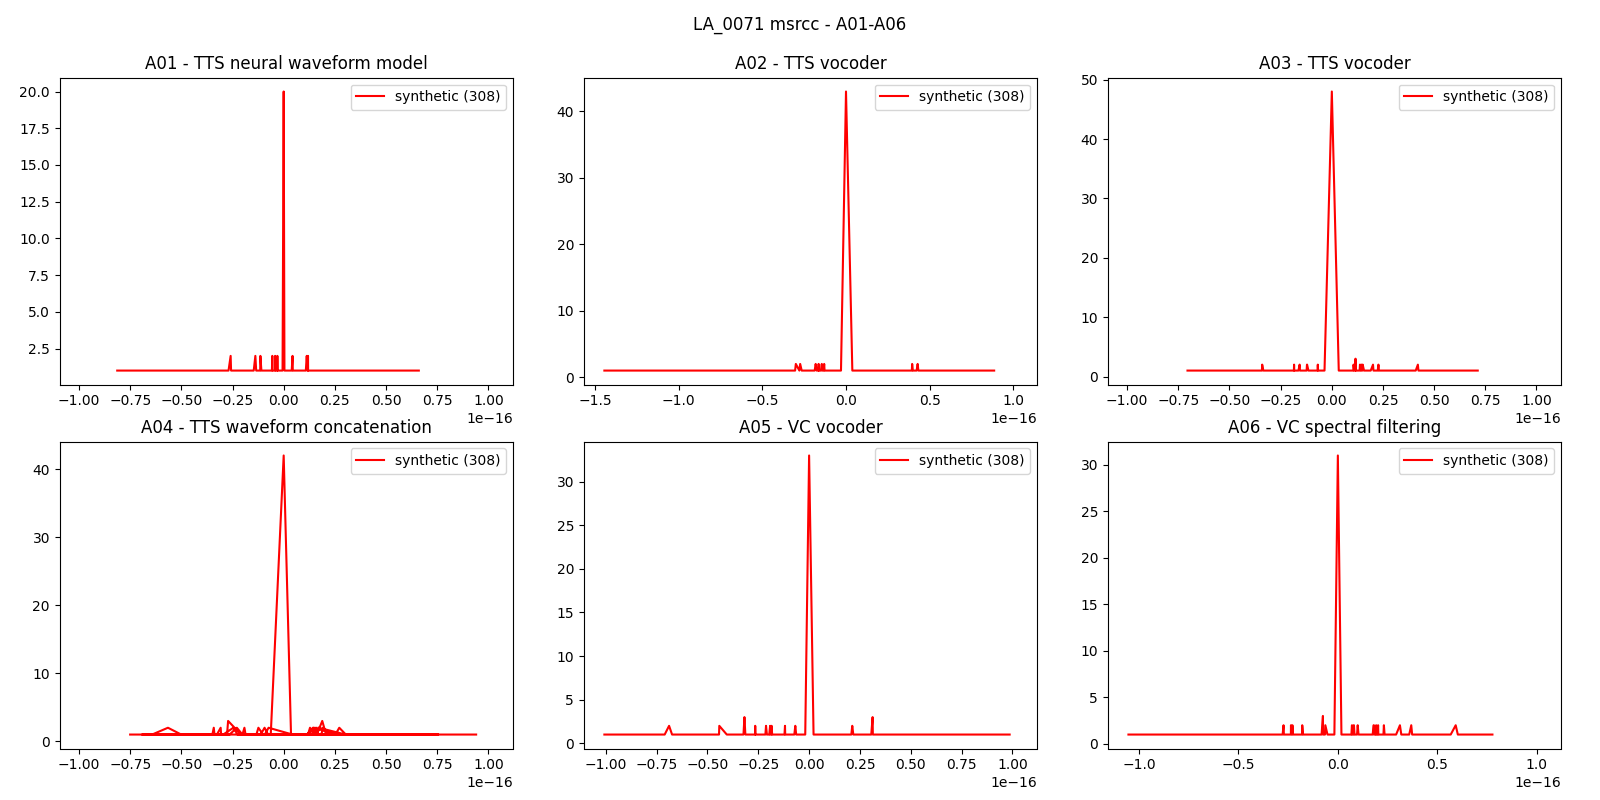 LA_0071 msrcc - A01-A06
A01 - TTS neural waveform model
A02 - TTS vocoder
A03 - TTS vocoder
synthetic (308)
synthetic (308)
synthetic (308)
20.0
17.5
15.0
12.5
10.0
7.5
5.0
2.5
40
30
20
10
0
50
40
30
20
10
0
−1.00 −0.75 −0.50 −0.25 0.00 0.25 0.50 0.75 1.00
1e−16
−1.5 −1.0 −0.5 0.0 0.5 1.0
1e−16
−1.00 −0.75 −0.50 −0.25 0.00 0.25 0.50 0.75 1.00
1e−16
A04 - TTS waveform concatenation
A05 - VC vocoder
A06 - VC spectral filtering
synthetic (308)
synthetic (308)
synthetic (308)
40
30
20
10
0
30
25
20
15
10
5
0
30
25
20
15
10
5
0
−1.00 −0.75 −0.50 −0.25 0.00 0.25 0.50 0.75 1.00
1e−16
−1.00 −0.75 −0.50 −0.25 0.00 0.25 0.50 0.75 1.00
1e−16
−1.0 −0.5 0.0 0.5 1.0
1e−16